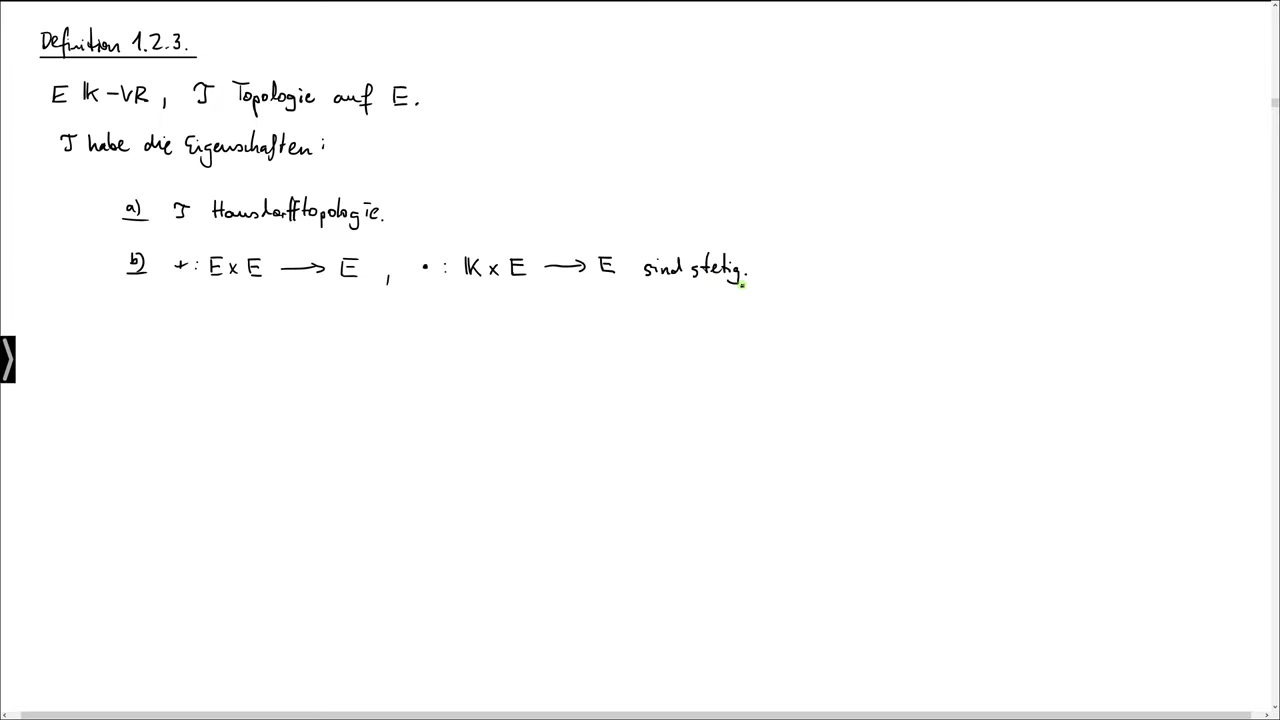 Definition 1.2.3.
E 𝕂-VR, 𝒯 Topologie auf E.
𝒯 habe die Eigenschaften:
a) 𝒯 Hausdorfftopologie.
b) +: E × E ⟶ E, · : 𝕂 × E ⟶ E sind stetig.